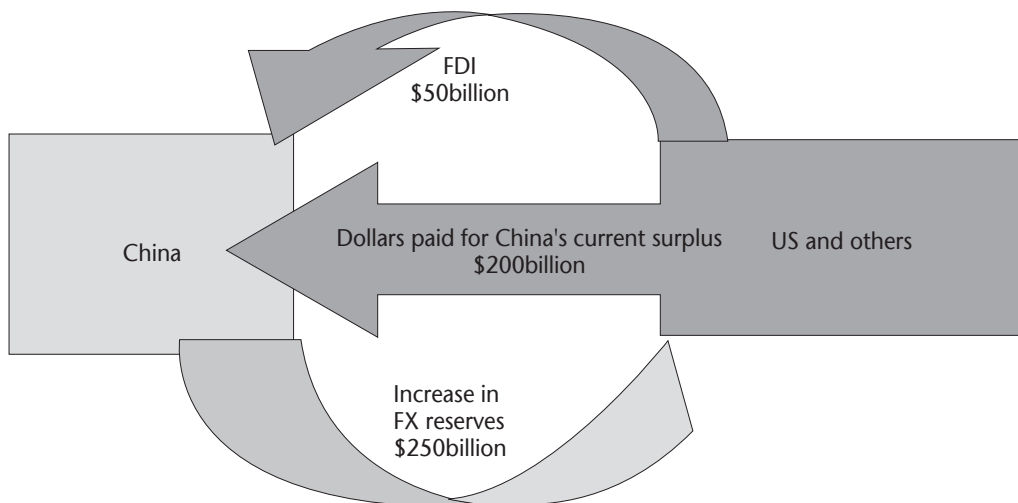 FDI
$50billion
China
Dollars paid for China's current surplus
$200billion
US and others
Increase in
FX reserves
$250billion